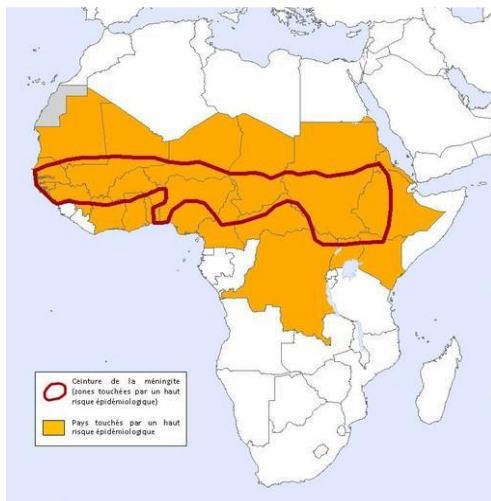 Ceinture de la méningite
(zones touchées par un haut
risque épidémiologique)
Pays touchés par un haut
risque épidémiologique